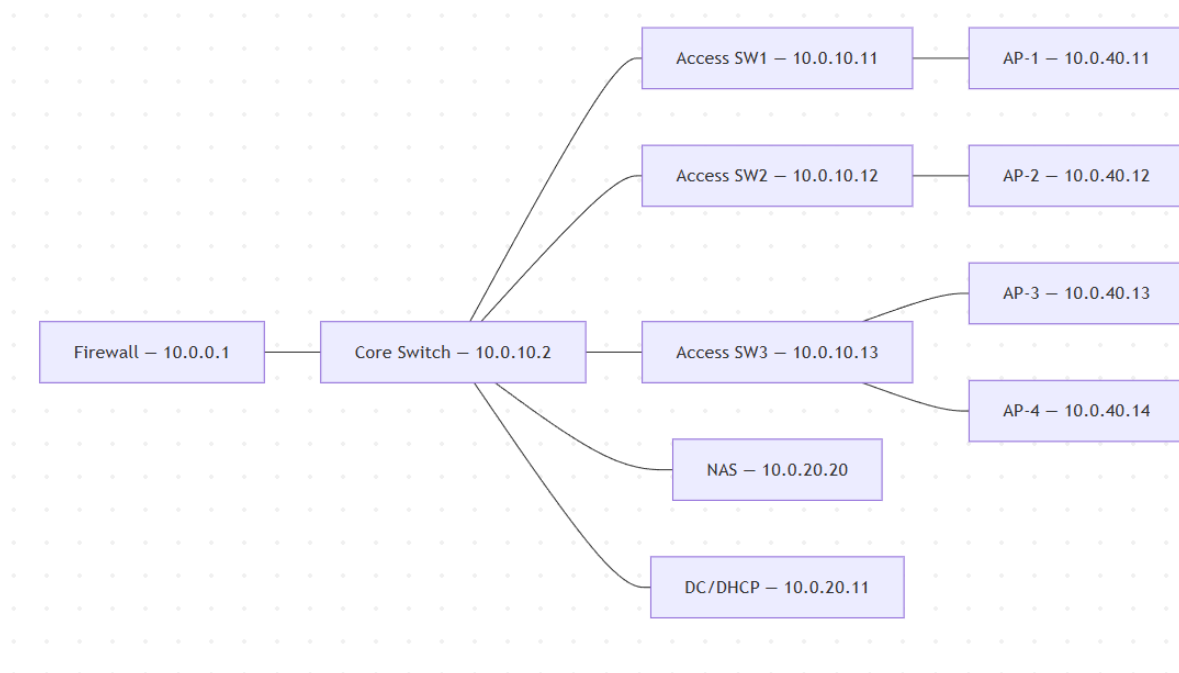 Access SW1 — 10.0.10.11
AP-1 — 10.0.40.11
Access SW2 — 10.0.10.12
AP-2 — 10.0.40.12
AP-3 — 10.0.40.13
Firewall — 10.0.0.1
Core Switch — 10.0.10.2
Access SW3 — 10.0.10.13
AP-4 — 10.0.40.14
NAS — 10.0.20.20
DC/DHCP — 10.0.20.11